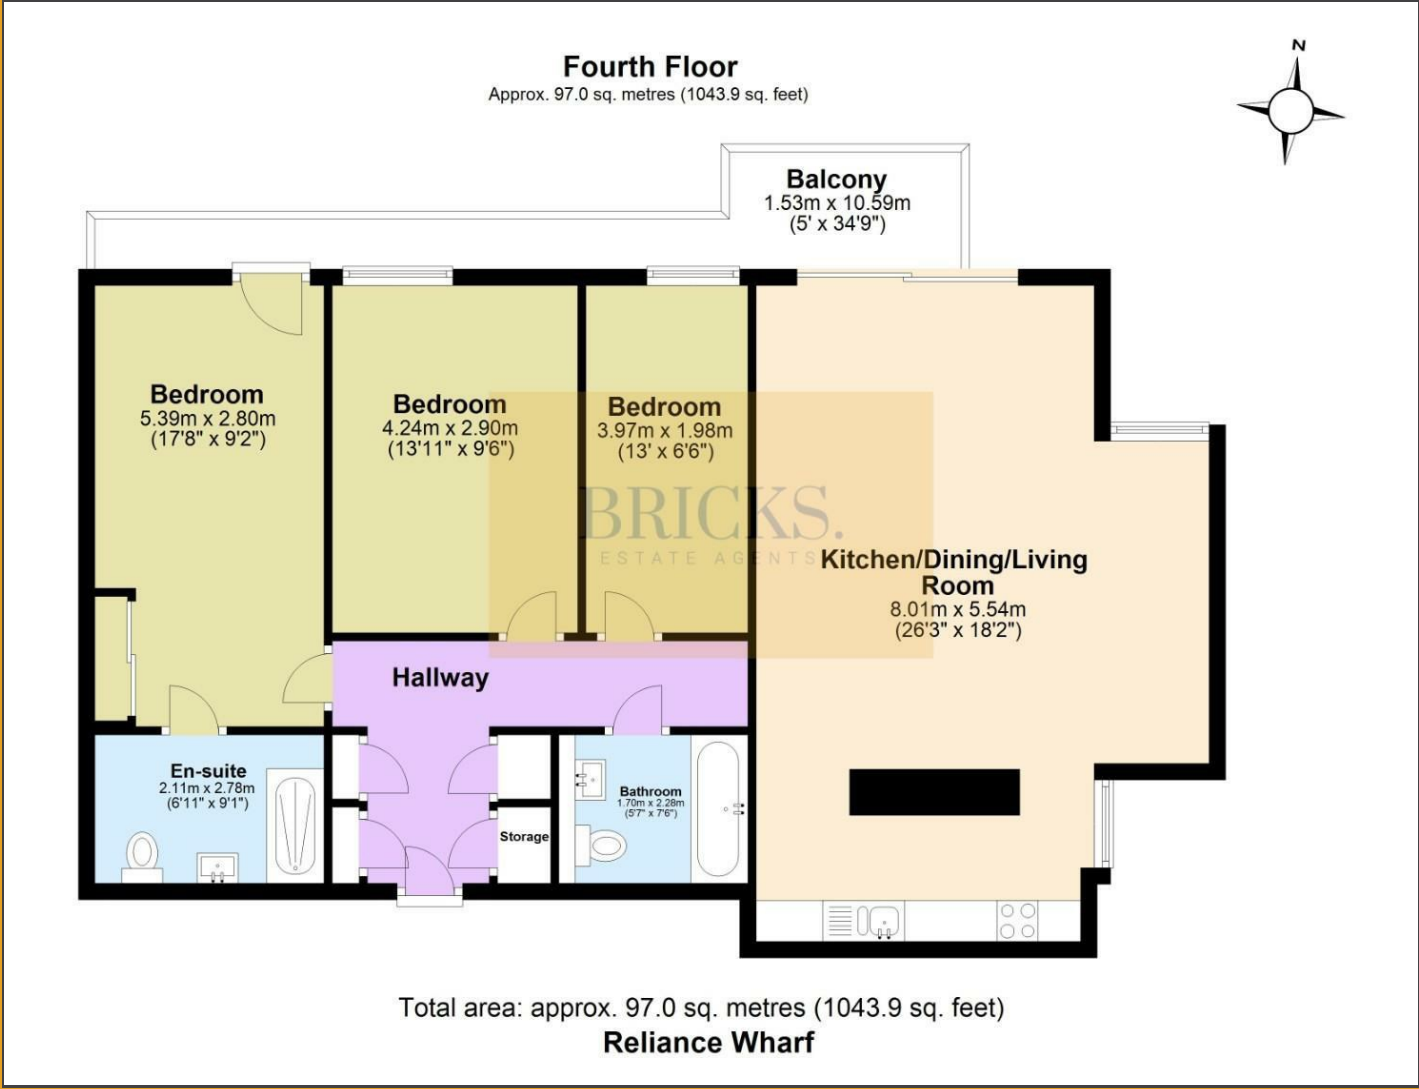 Fourth Floor
Approx. 97.0 sq. metres (1043.9 sq. feet)
N
Balcony
1.53m x 10.59m
(5' x 34'9")
Bedroom
5.39m x 2.80m
(17'8" x 9'2")
Bedroom
4.24m x 2.90m
(13'11" x 9'6")
Bedroom
3.97m x 1.98m
(13' x 6'6")
BRICKS.
ESTATE AGENTS
Kitchen/Dining/Living
Room
8.01m x 5.54m
(26'3" x 18'2")
Hallway
En-suite
2.11m x 2.78m
(6'11" x 9'1")
Bathroom
1.70m x 2.28m
(5'7" x 7'6")
Storage
Total area: approx. 97.0 sq. metres (1043.9 sq. feet)
Reliance Wharf